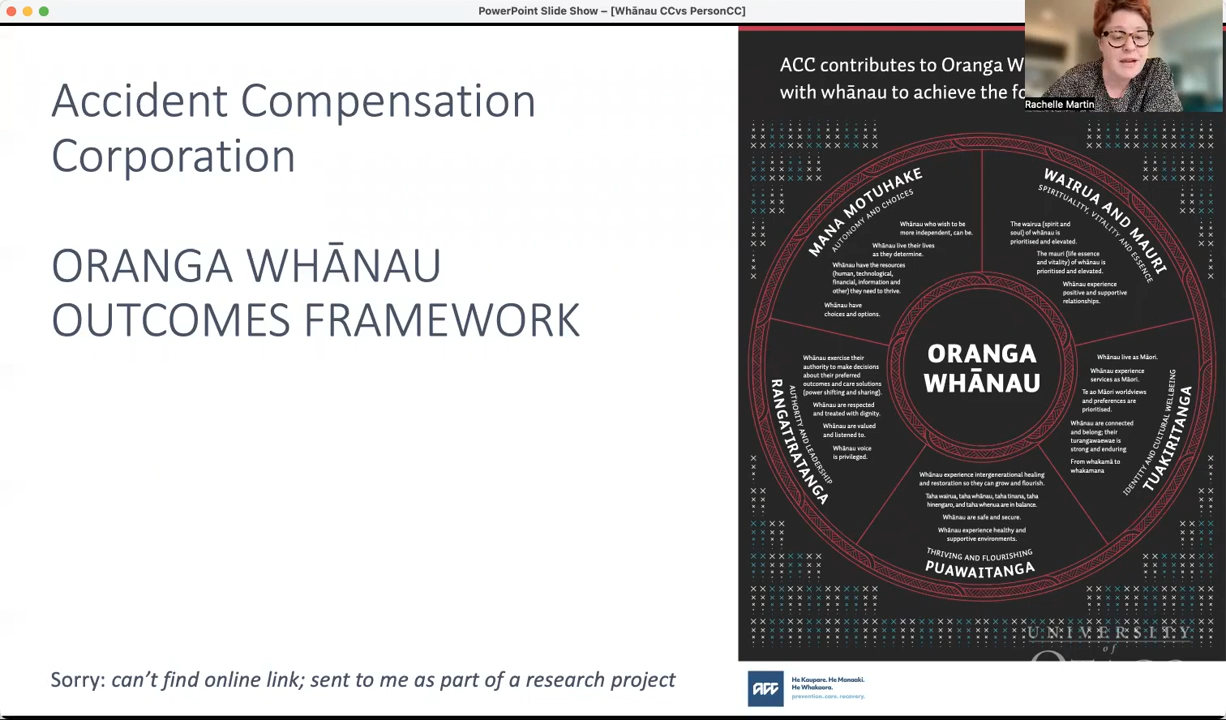 PowerPoint Slide Show – [Whānau CCvs PersonCC]
Accident Compensation
Corporation
ORANGA WHĀNAU
OUTCOMES FRAMEWORK
Sorry: can't find online link; sent to me as part of a research project
ACC contributes to Oranga W
with whānau to achieve the fo
Rachelle Martin
MANA MOTUHAKE
AUTONOMY AND CHOICES
Whānau who wish to be
more independent, can be.
Whānau live their lives
as they determine.
Whānau have the resources
(human, technological,
financial, information and
other) they need to thrive.
Whānau have
choices and options.
WAIRUA AND MAURI
SPIRITUALITY, VITALITY AND ESSENCE
The wairua (spirit and
soul) of whānau is
prioritised and elevated.
The mauri (life essence
and vitality) of whānau is
prioritised and elevated.
Whānau experience
positive and supportive
relationships.
ORANGA
WHĀNAU
Whānau exercise their
authority to make decisions
about their preferred
outcomes and care solutions
(power shifting and sharing).
Whānau are respected
and treated with dignity.
Whānau are valued
and listened to.
Whānau voice
is privileged.
AUTHORITY AND LEADERSHIP
RANGATIRATANGA
Whānau live as Māori.
Whānau experience
services as Māori.
Te ao Māori worldviews
and preferences are
prioritised.
Whānau are connected
and belong; their
turangawaewae is
strong and enduring
From whakamā to
whakamana
IDENTITY AND CULTURAL WELLBEING
TUAKIRITANGA
Whānau experience intergenerational healing
and restoration so they can grow and flourish.
Taha wairua, taha whānau, taha tinana, taha
hinengaro, and taha whenua are in balance.
Whānau are safe and secure.
Whānau experience healthy and
supportive environments.
THRIVING AND FLOURISHING
PUAWAITANGA
UNIVERSITY
of
ACC
He Kaupare. He Manaaki.
He Whakaora.
prevention. care. recovery.